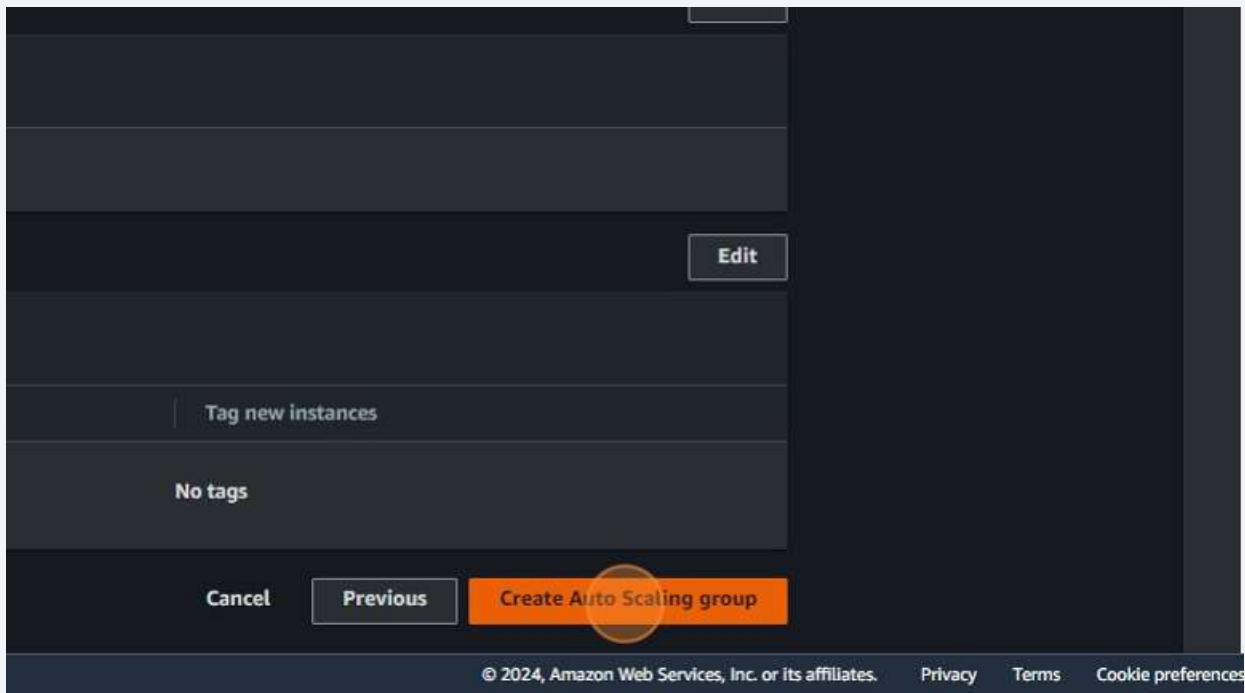 Edit
Tag new instances
No tags
Cancel Previous Create Auto Scaling group
© 2024, Amazon Web Services, Inc. or its affiliates. Privacy Terms Cookie preferences